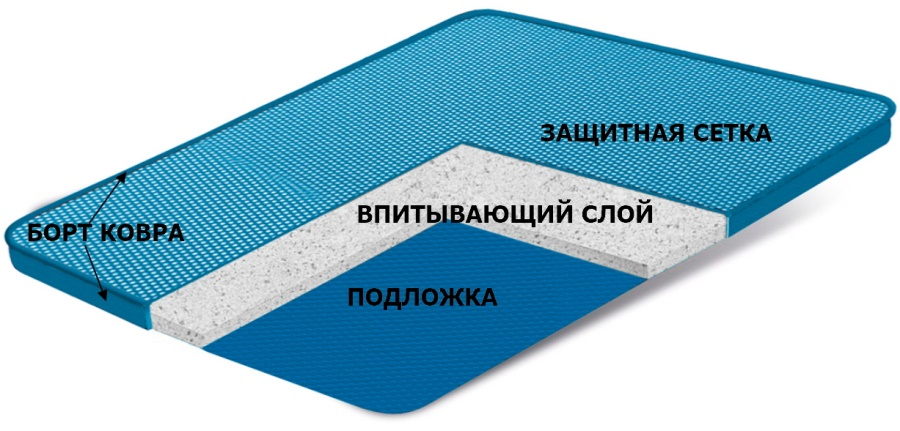 ЗАЩИТНАЯ СЕТКА
ВПИТЫВАЮЩИЙ СЛОЙ
БОРТ КОВРА
ПОДЛОЖКА